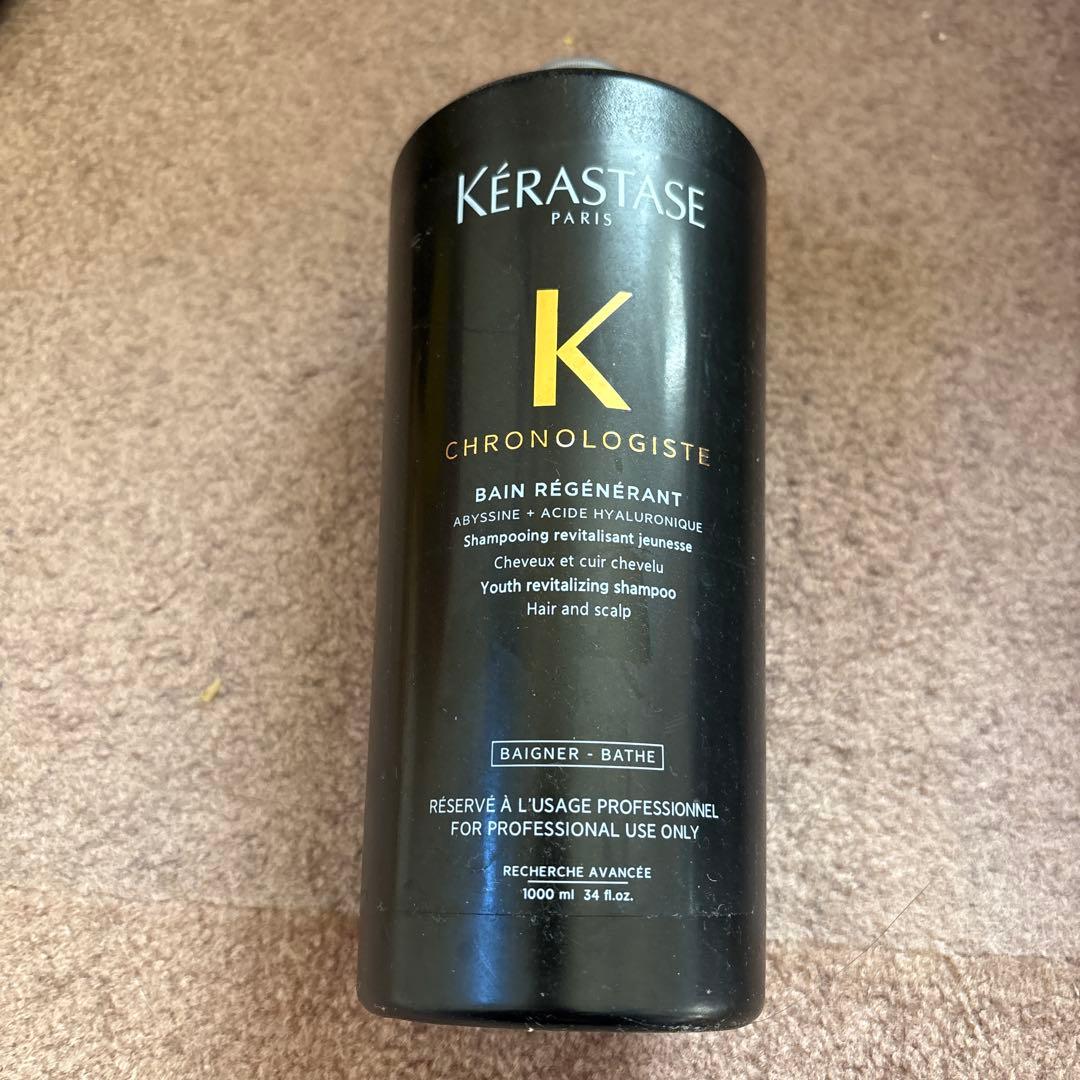 KÉRASTASE
PARIS
K
CHRONOLOGISTE
BAIN RÉGÉNÉRANT
ABYSSINE + ACIDE HYALURONIQUE
Shampooing revitalisant jeunesse
Cheveux et cuir chevelu
Youth revitalizing shampoo
Hair and scalp
BAIGNER - BATHE
RÉSERVÉ À L'USAGE PROFESSIONNEL
FOR PROFESSIONAL USE ONLY
RECHERCHE AVANCÉE
1000 ml 34 fl.oz.